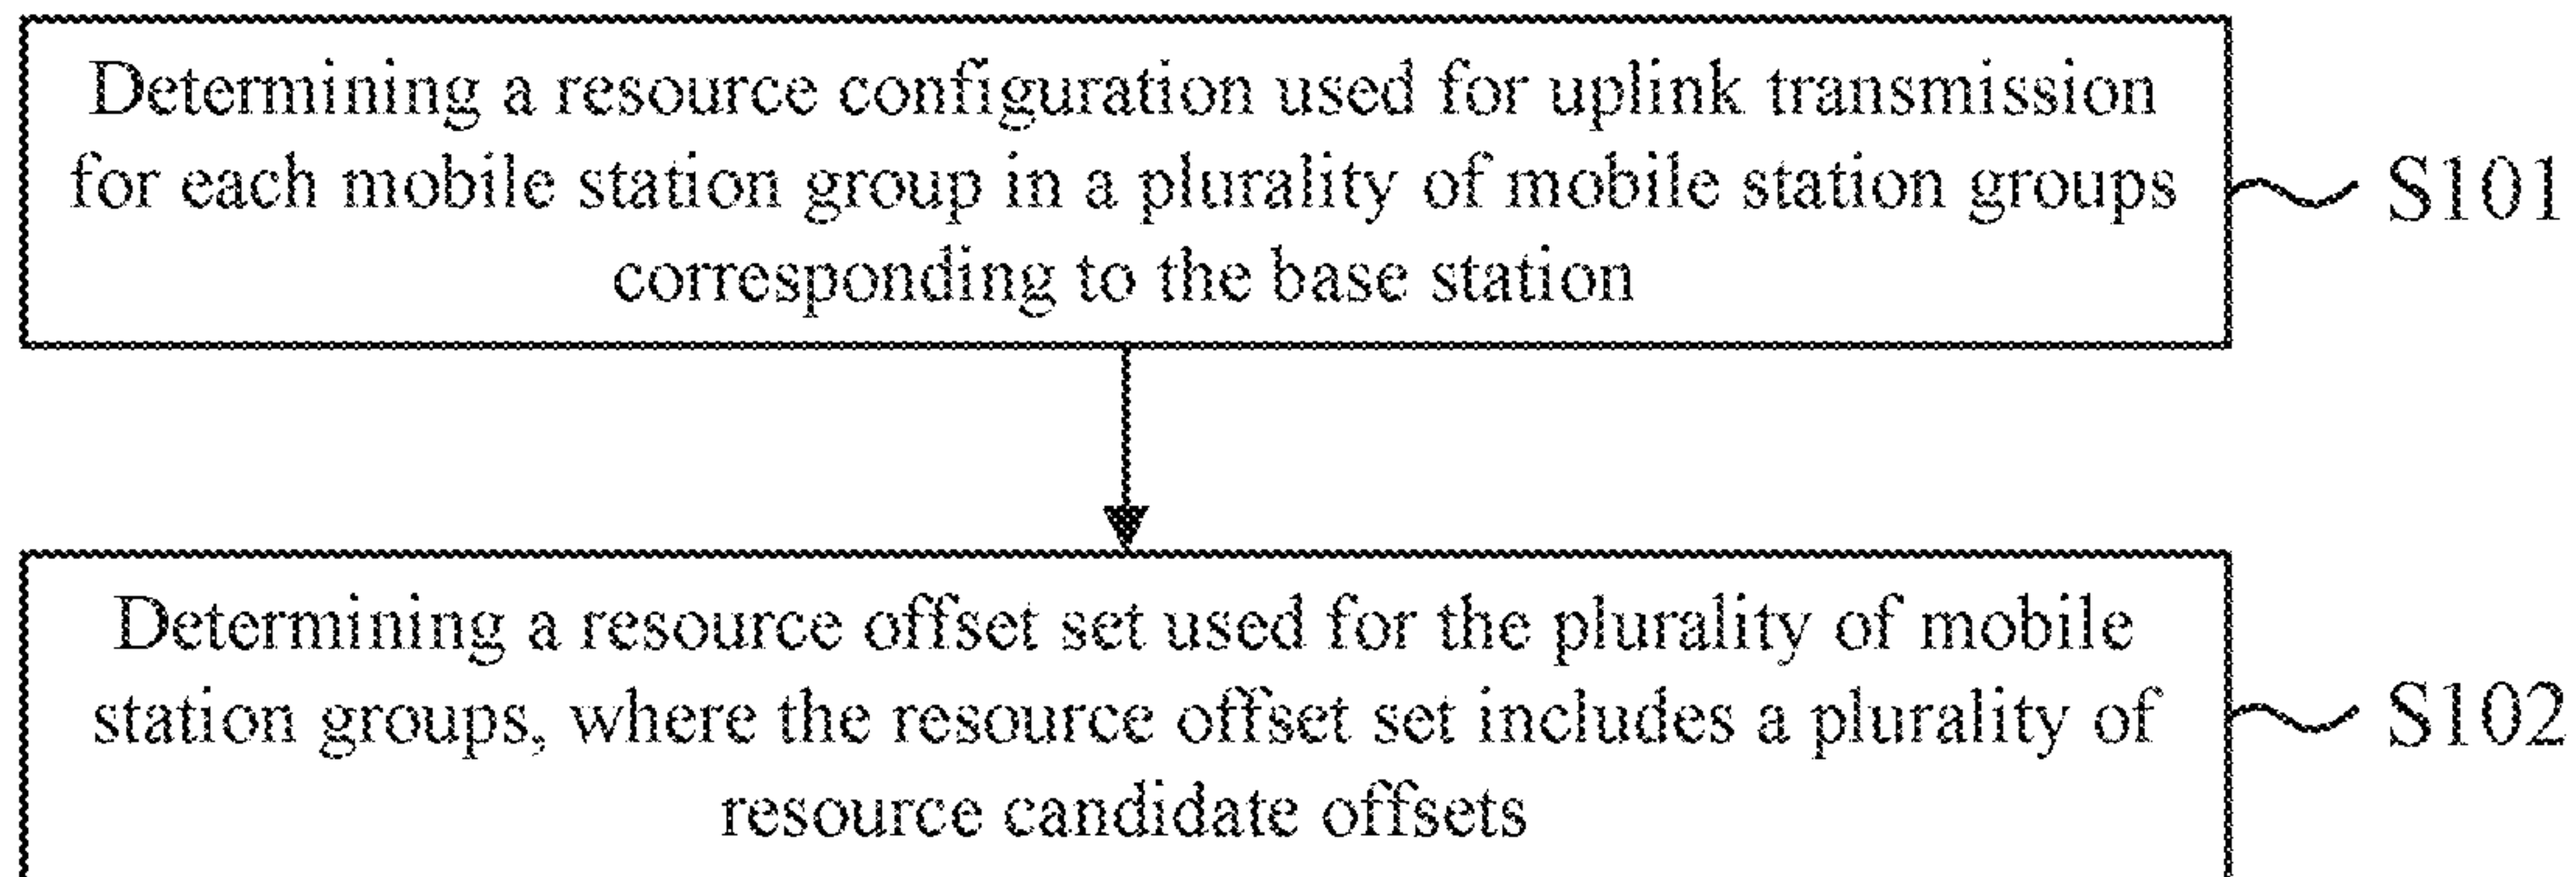 Determining a resource configuration used for uplink transmission
for each mobile station group in a plurality of mobile station groups
corresponding to the base station
S101
Determining a resource offset set used for the plurality of mobile
station groups, where the resource offset set includes a plurality of
resource candidate offsets
S102